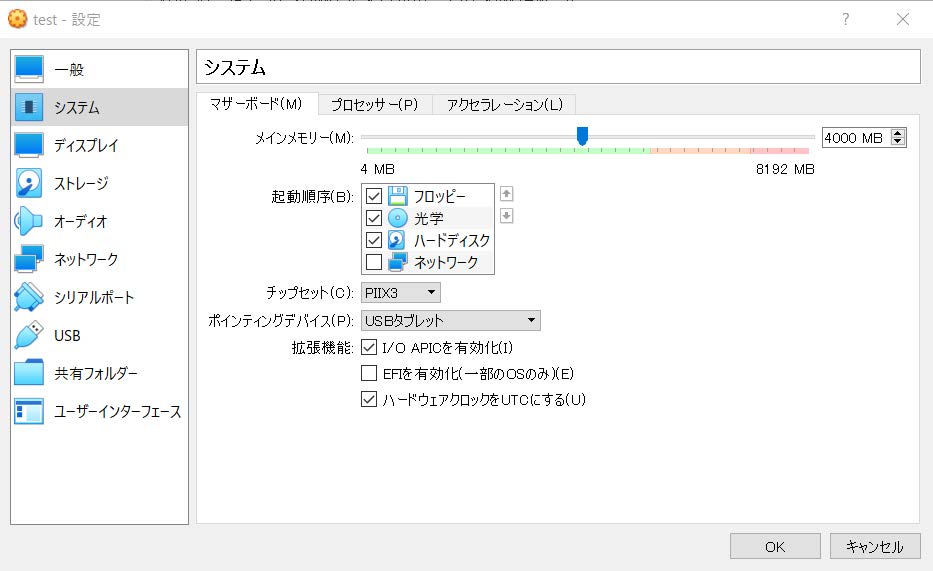 test - 設定
?
一般
システム
ディスプレイ
ストレージ
オーディオ
ネットワーク
シリアルポート
USB
共有フォルダー
ユーザーインターフェース
システム
マザーボード(M) プロセッサー(P) アクセラレーション(L)
メインメモリー(M): 4000 MB
4 MB 8192 MB
起動順序(B): フロッピー
光学
ハードディスク
ネットワーク
チップセット(C): PIIX3
ポインティングデバイス(P): USBタブレット
拡張機能: I/O APICを有効化(I)
EFIを有効化(一部のOSのみ)(E)
ハードウェアクロックをUTCにする(U)
OK キャンセル